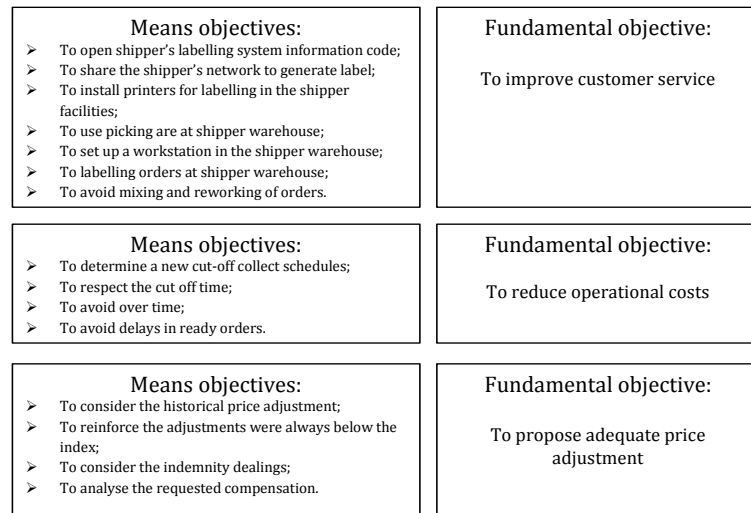 Means objectives:
➢ To open shipper's labelling system information code;
➢ To share the shipper's network to generate label;
➢ To install printers for labelling in the shipper
facilities;
➢ To use picking are at shipper warehouse;
➢ To set up a workstation in the shipper warehouse;
➢ To labelling orders at shipper warehouse;
➢ To avoid mixing and reworking of orders.
Fundamental objective:
To improve customer service
Means objectives:
➢ To determine a new cut-off collect schedules;
➢ To respect the cut off time;
➢ To avoid over time;
➢ To avoid delays in ready orders.
Fundamental objective:
To reduce operational costs
Means objectives:
➢ To consider the historical price adjustment;
➢ To reinforce the adjustments were always below the
index;
➢ To consider the indemnity dealings;
➢ To analyse the requested compensation.
Fundamental objective:
To propose adequate price
adjustment